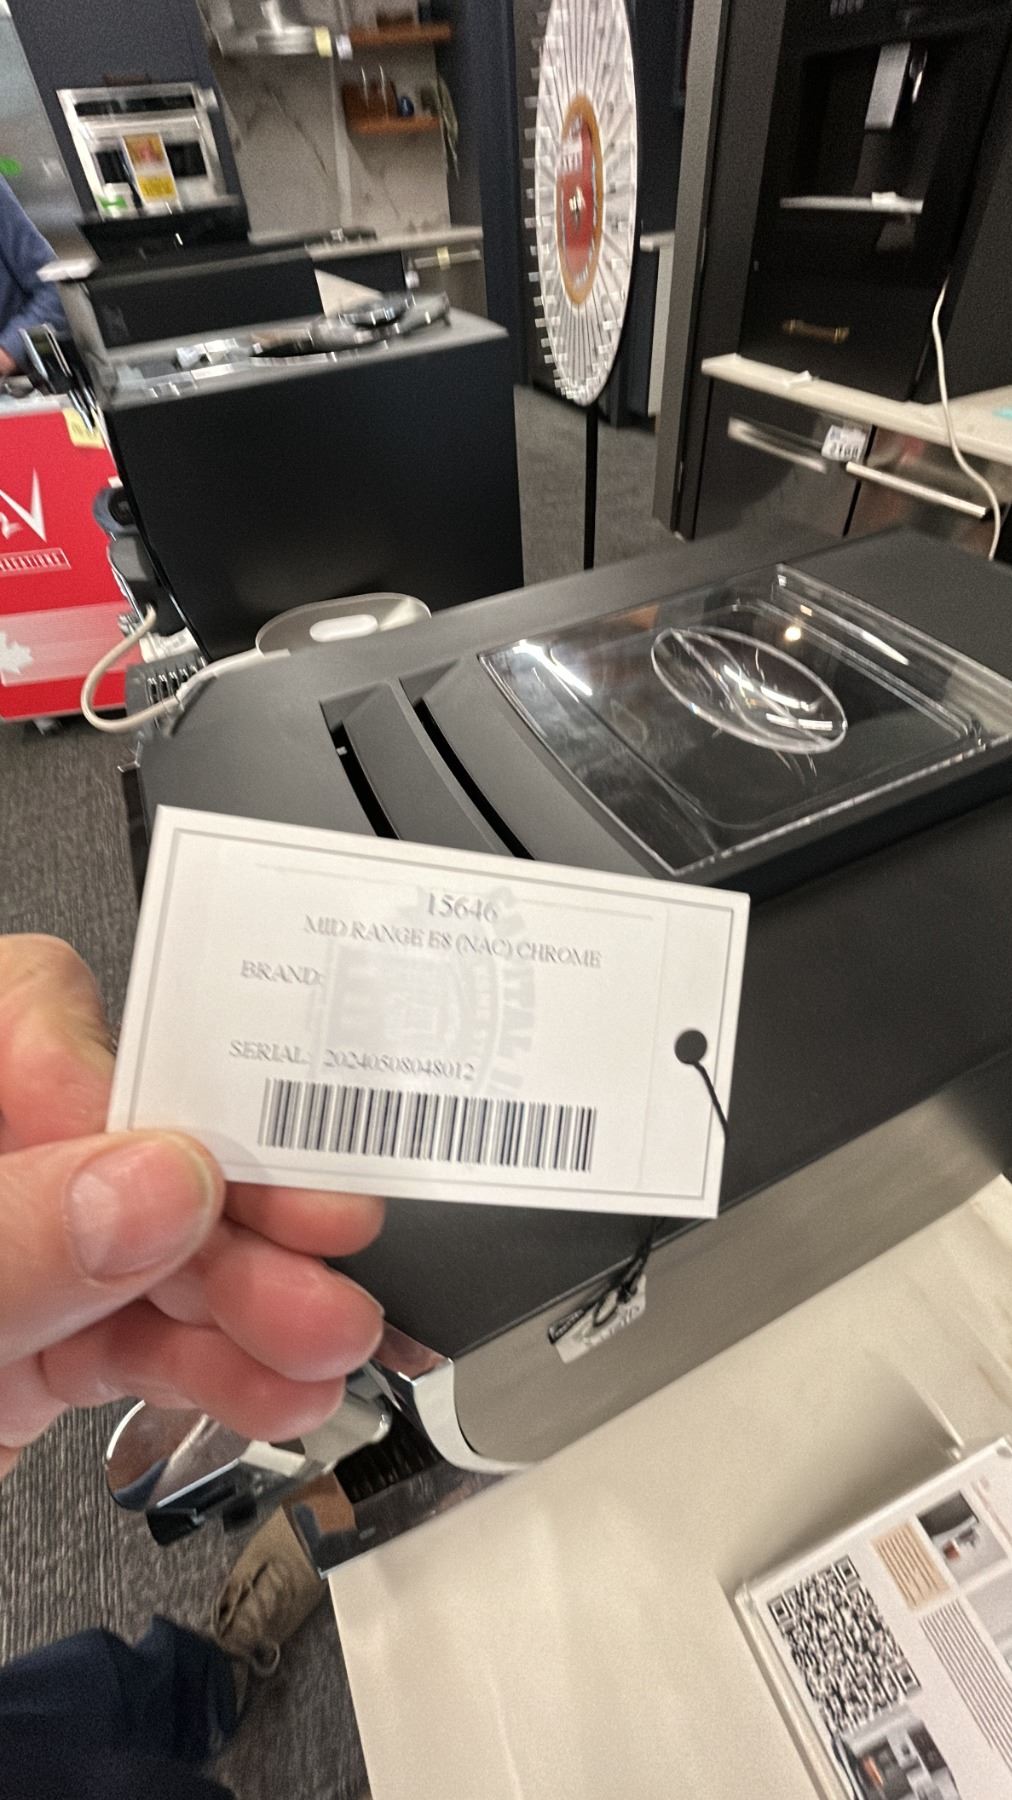 15646
MID RANGE E8 (NAC) CHROME
BRAND:
SERIAL: 20240508048012